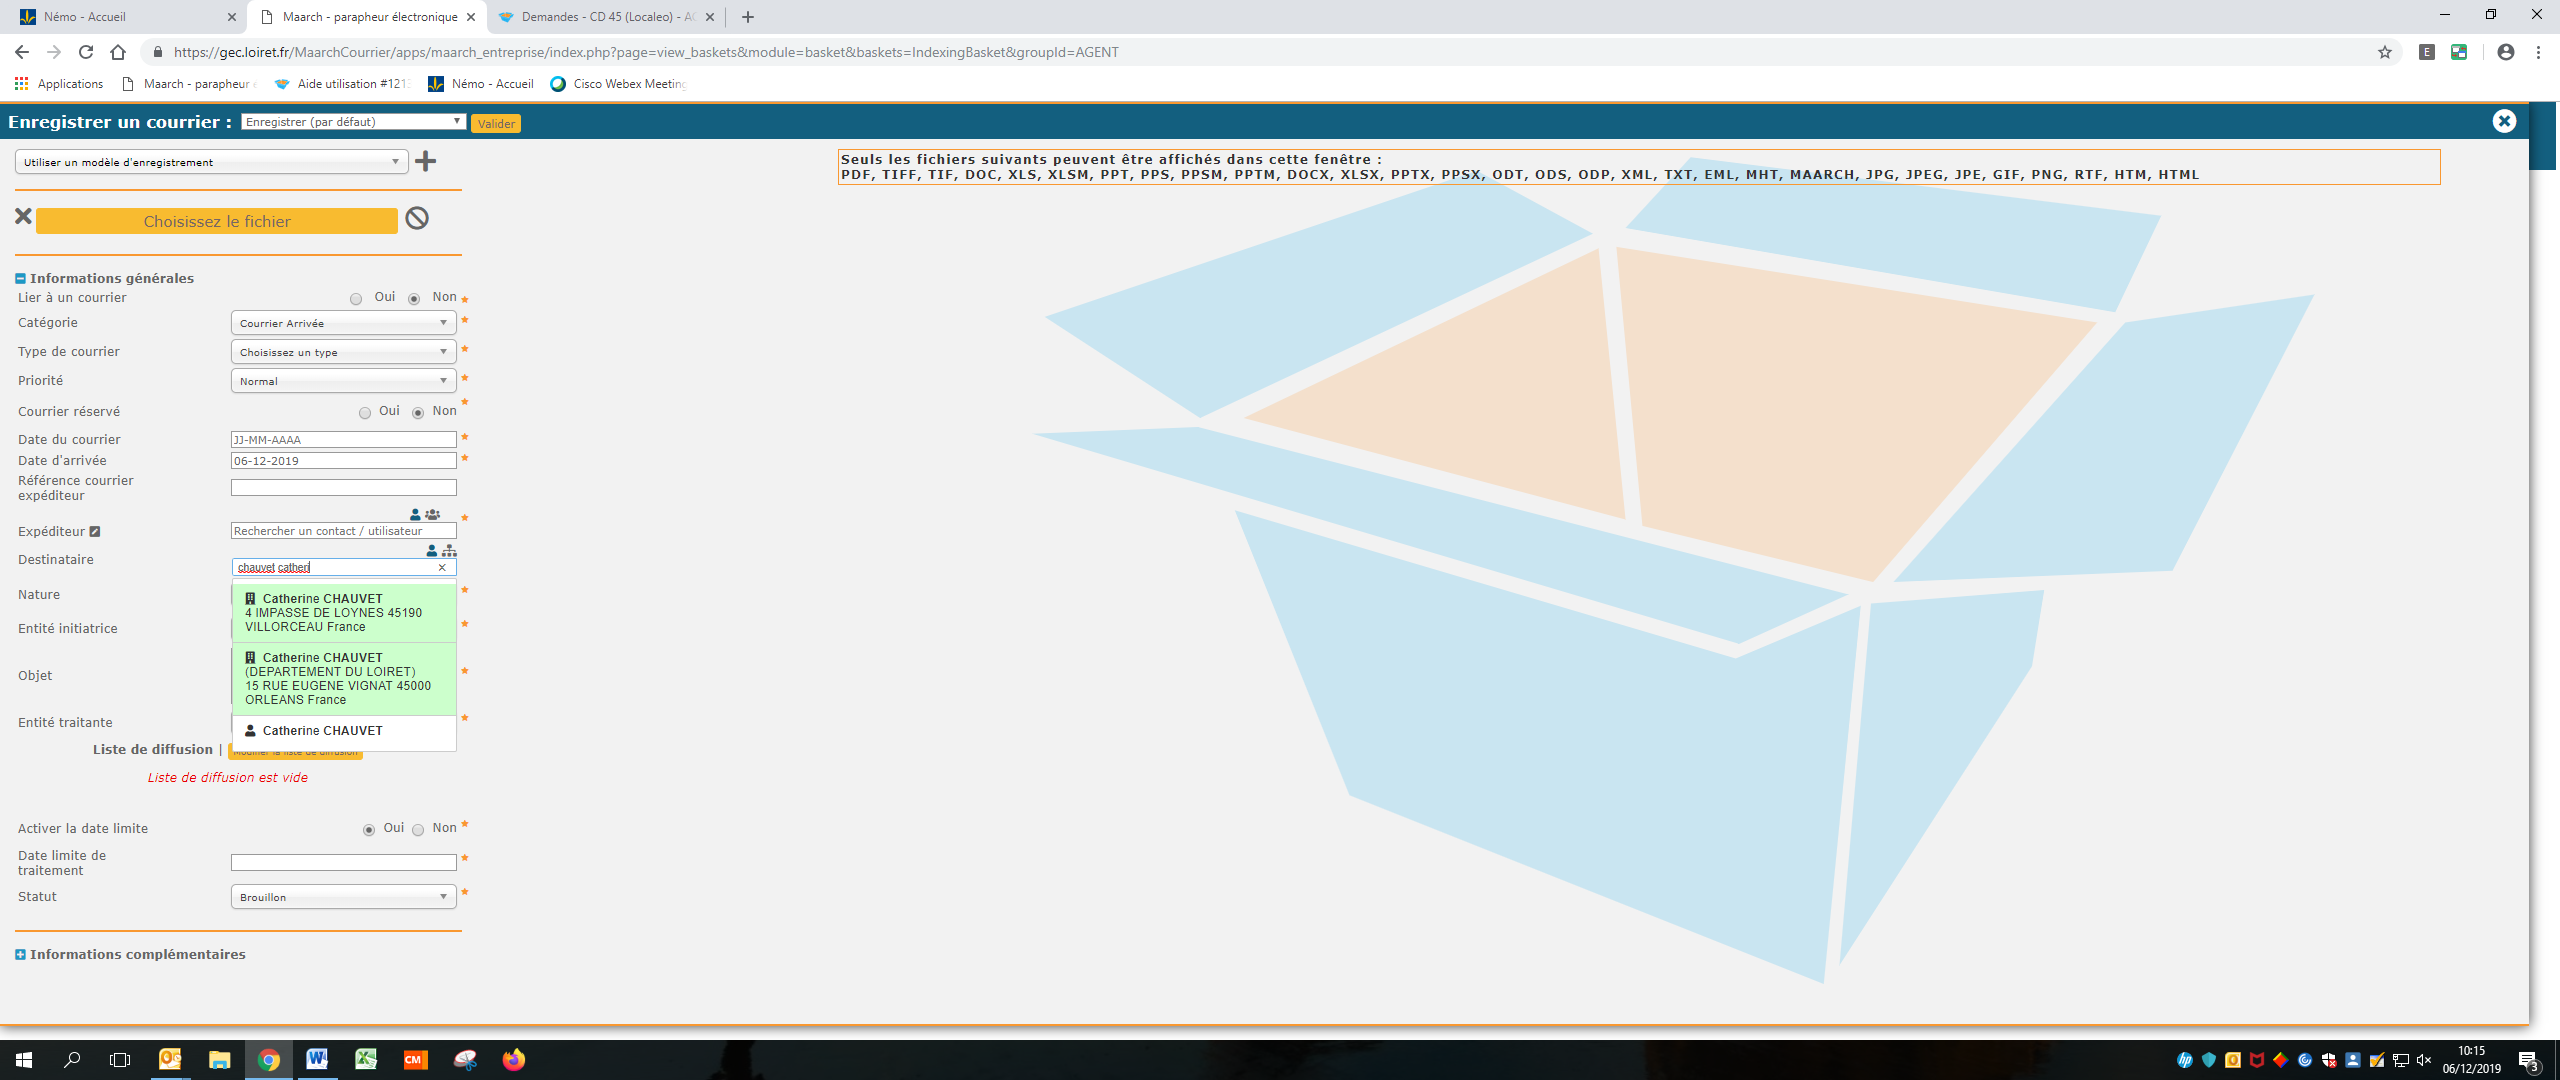 Némo - Accueil
Maarch - parapheur électronique
Demandes - CD 45 (Localeo) -
https://gec.loiret.fr/MaarchCourrier/apps/maarch_entreprise/index.php?page=view_baskets&module=basket&baskets=IndexingBasket&groupId=AGENT
E
Applications
Maarch - parapheur
Aide utilisation #121
Némo - Accueil
Cisco Webex Meeting
Enregistrer un courrier :
Enregistrer (par défaut)
Valider
Utiliser un modèle d'enregistrement
Seuls les fichiers suivants peuvent être affichés dans cette fenêtre :
PDF, TIFF, TIF, DOC, XLS, XLSM, PPT, PPS, PPSM, PPTM, DOCX, XLSX, PPTX, PPSX, ODT, ODS, ODP, XML, TXT, EML, MHT, MAARCH, JPG, JPEG, JPE, GIF, PNG, RTF, HTM, HTML
Choisissez le fichier
Informations générales
Lier à un courrier
Oui
Non
Catégorie
Courrier Arrivée
Type de courrier
Choisissez un type
Priorité
Normal
Courrier réservé
Oui
Non
Date du courrier
JJ-MM-AAAA
Date d'arrivée
06-12-2019
Référence courrier
expéditeur
Expéditeur
Rechercher un contact / utilisateur
Destinataire
chauvet catheri
Nature
Catherine CHAUVET
4 IMPASSE DE LOYNES 45190
VILLORCEAU France
Entité initiatrice
Catherine CHAUVET
(DEPARTEMENT DU LOIRET)
15 RUE EUGENE VIGNAT 45000
ORLEANS France
Objet
Entité traitante
Catherine CHAUVET
Liste de diffusion |
Modifier la liste de diffusion
Liste de diffusion est vide
Activer la date limite
Oui
Non
Date limite de
traitement
Statut
Brouillon
Informations complémentaires
CM
10:15
06/12/2019
3